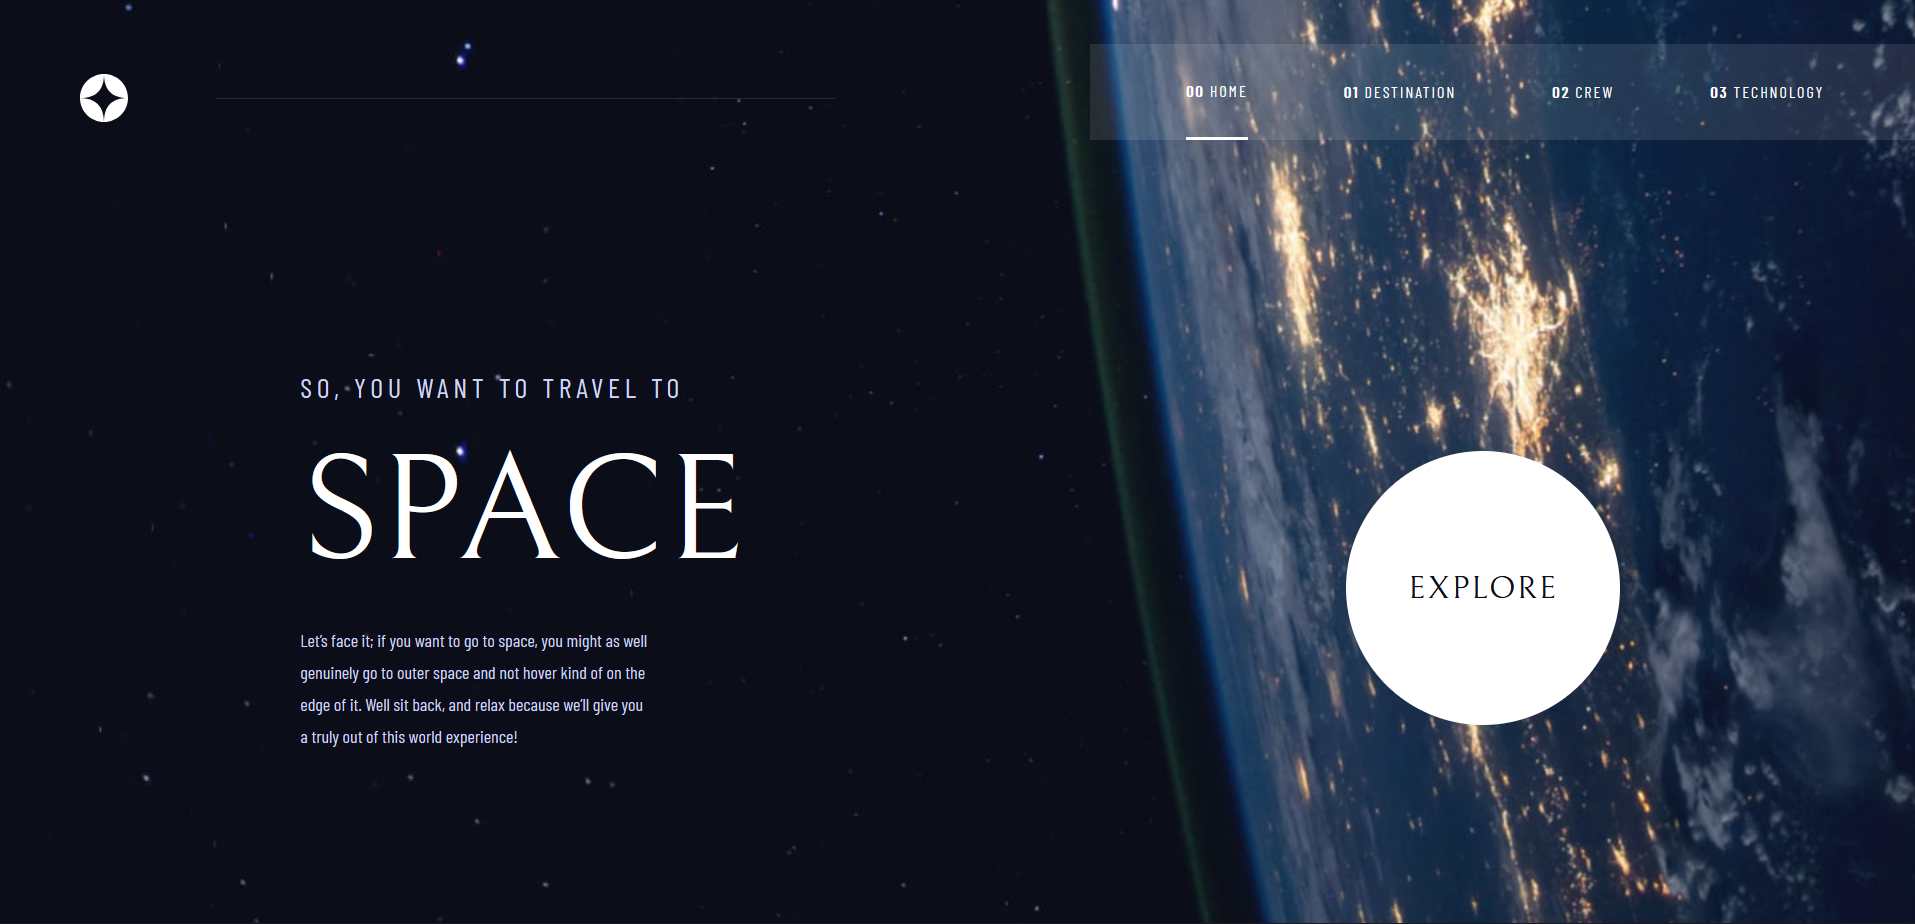 00 HOME 01 DESTINATION 02 CREW 03 TECHNOLOGY
SO, YOU WANT TO TRAVEL TO
SPACE
Let’s face it; if you want to go to space, you might as well
genuinely go to outer space and not hover kind of on the
edge of it. Well sit back, and relax because we’ll give you
a truly out of this world experience!
EXPLORE